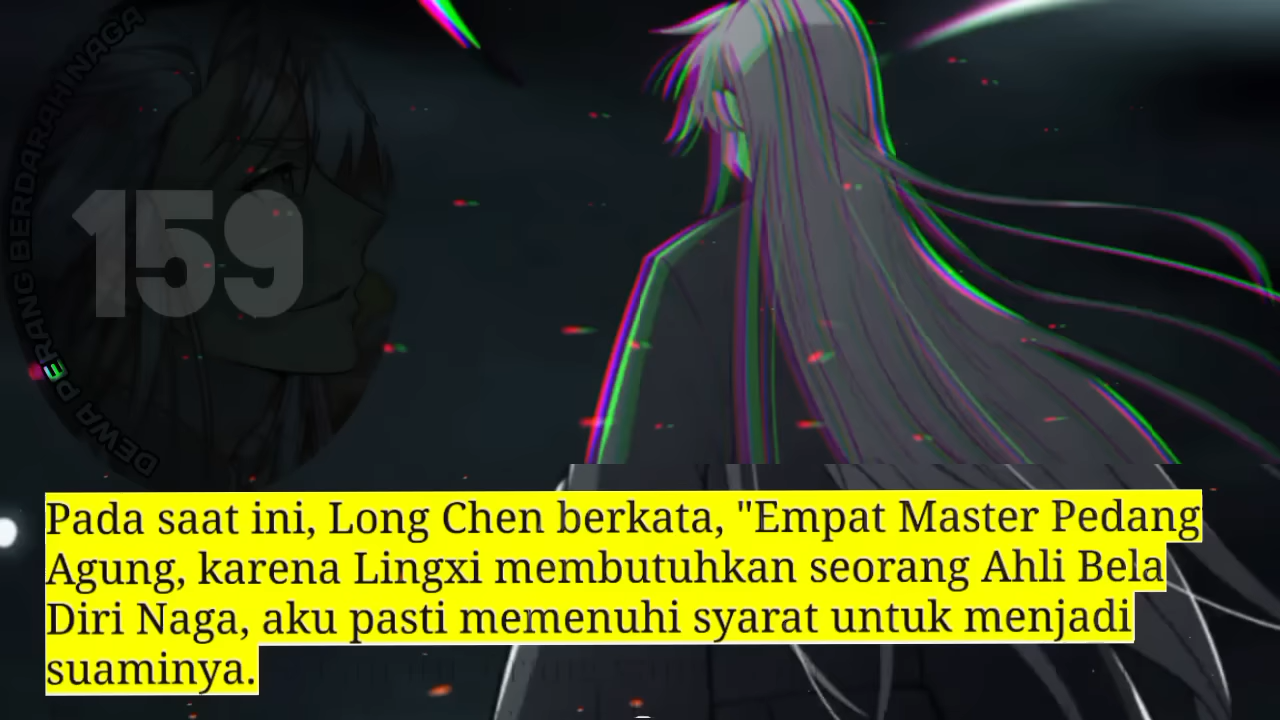 DEWA PERANG BERDARAH NAGA
159
Pada saat ini, Long Chen berkata, "Empat Master Pedang
Agung, karena Lingxi membutuhkan seorang Ahli Bela
Diri Naga, aku pasti memenuhi syarat untuk menjadi
suaminya.